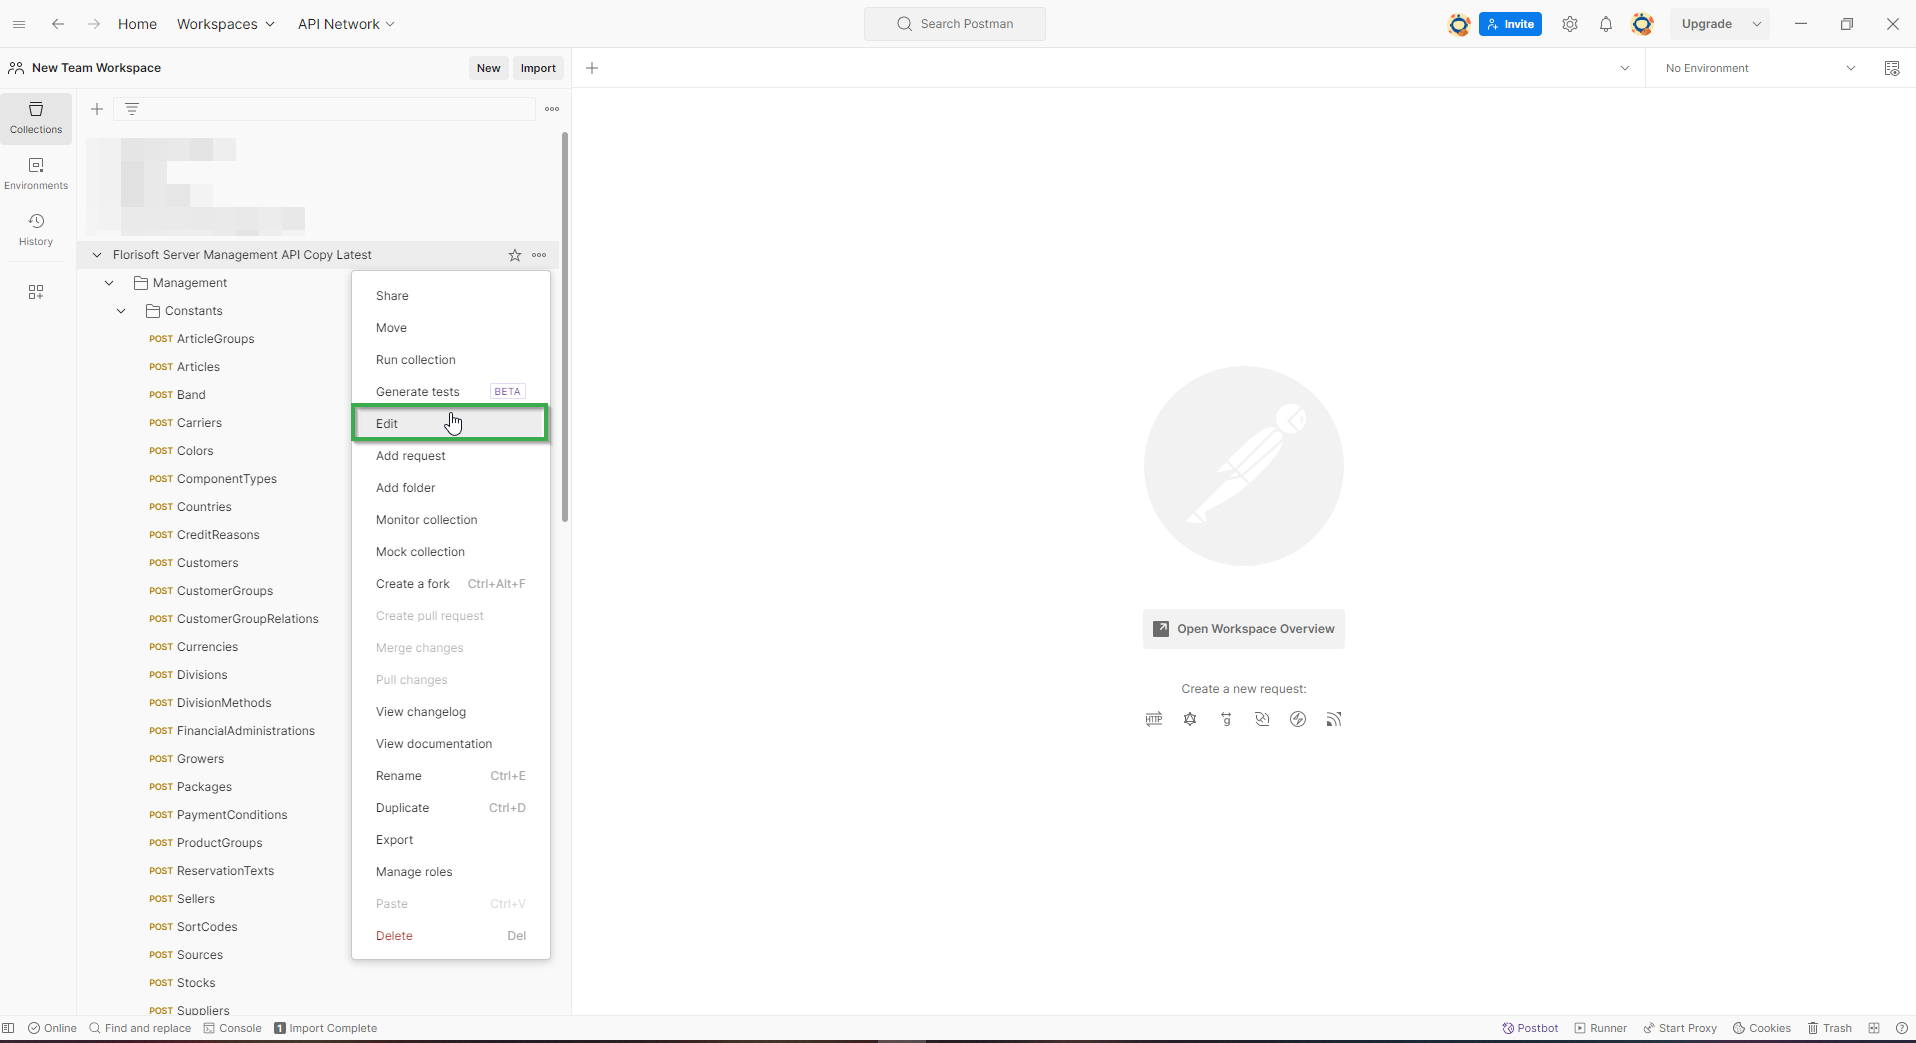 Home
Workspaces
API Network
Search Postman
Invite
Upgrade
New Team Workspace
New
Import
No Environment
Collections
Environments
History
Florisoft Server Management API Copy Latest
Management
Constants
POST ArticleGroups
POST Articles
POST Band
POST Carriers
POST Colors
POST ComponentTypes
POST Countries
POST CreditReasons
POST Customers
POST CustomerGroups
POST CustomerGroupRelations
POST Currencies
POST Divisions
POST DivisionMethods
POST FinancialAdministrations
POST Growers
POST Packages
POST PaymentConditions
POST ProductGroups
POST ReservationTexts
POST Sellers
POST SortCodes
POST Sources
POST Stocks
POST Suppliers
Share
Move
Run collection
Generate tests BETA
Edit
Add request
Add folder
Monitor collection
Mock collection
Create a fork Ctrl+Alt+F
Create pull request
Merge changes
Pull changes
View changelog
View documentation
Rename Ctrl+E
Duplicate Ctrl+D
Export
Manage roles
Paste Ctrl+V
Delete Del
Open Workspace Overview
Create a new request:
HTTP
Online
Find and replace
Console
1 Import Complete
Postbot
Runner
Start Proxy
Cookies
Trash